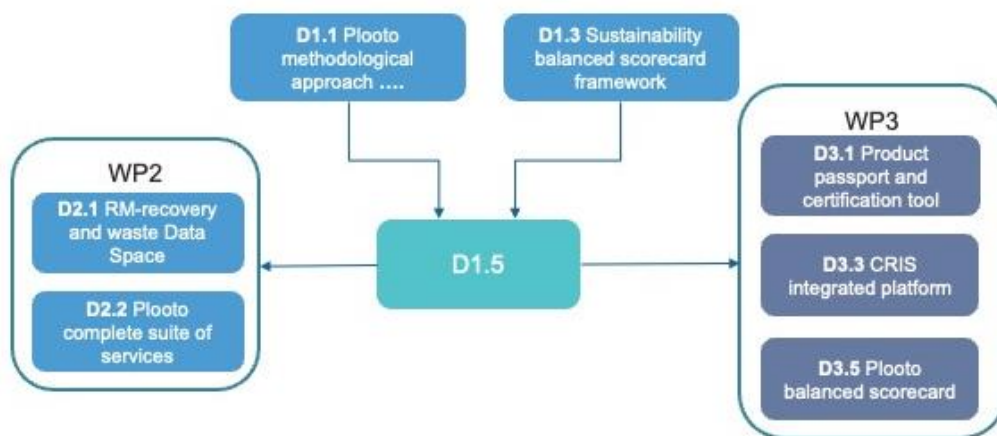 D1.1 Plooto
methodological
approach ….
D1.3 Sustainability
balanced scorecard
framework
WP2
D2.1 RM-recovery
and waste Data
Space
D2.2 Plooto
complete suite of
services
D1.5
WP3
D3.1 Product
passport and
certification tool
D3.3 CRIS
integrated platform
D3.5 Plooto
balanced scorecard